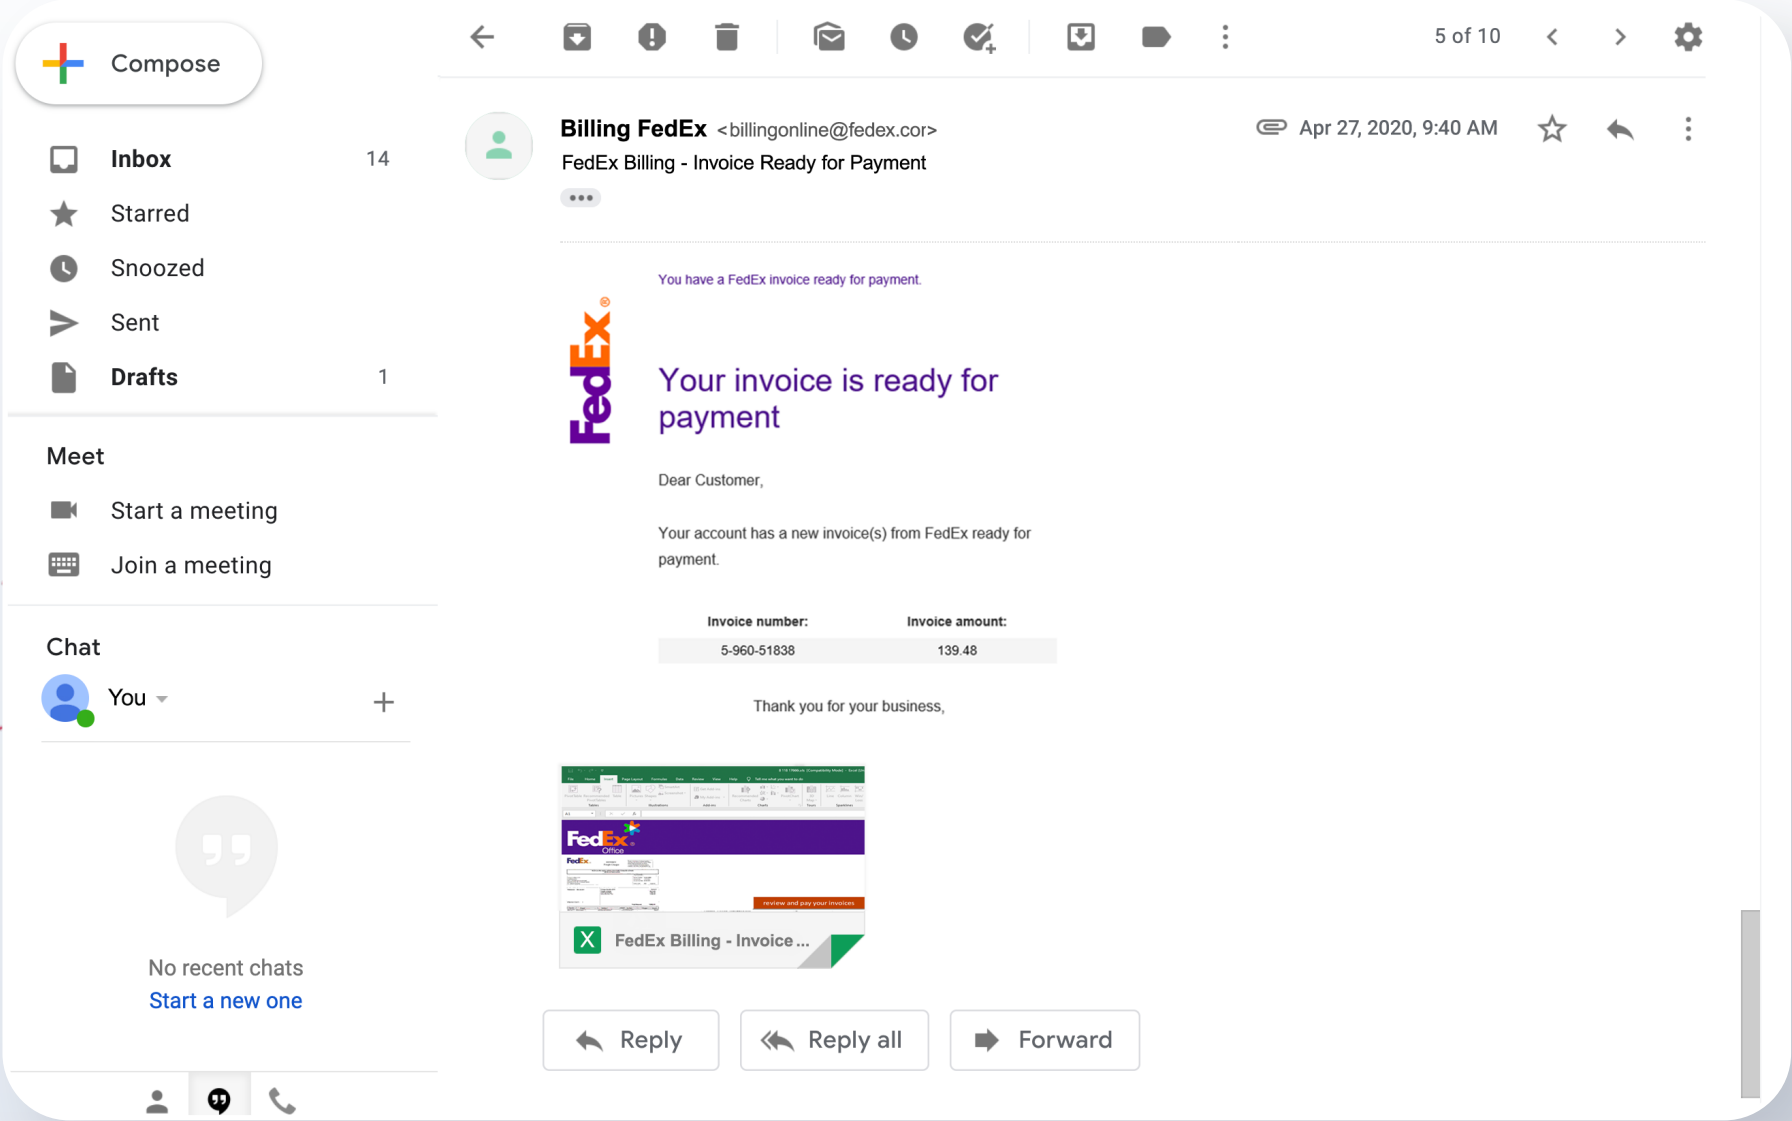 Compose
Inbox 14
Starred
Snoozed
Sent
Drafts 1
Meet
Start a meeting
Join a meeting
Chat
You
No recent chats
Start a new one
5 of 10
Billing FedEx <billingonline@fedex.cor>
Apr 27, 2020, 9:40 AM
FedEx Billing - Invoice Ready for Payment
You have a FedEx invoice ready for payment.
FedEx®
Your invoice is ready for
payment
Dear Customer,
Your account has a new invoice(s) from FedEx ready for
payment.
Invoice number: Invoice amount:
5-960-51838 139.48
Thank you for your business,
FedEx
Office
FedEx
review and pay your invoices
X FedEx Billing - Invoice ...
Reply
Reply all
Forward